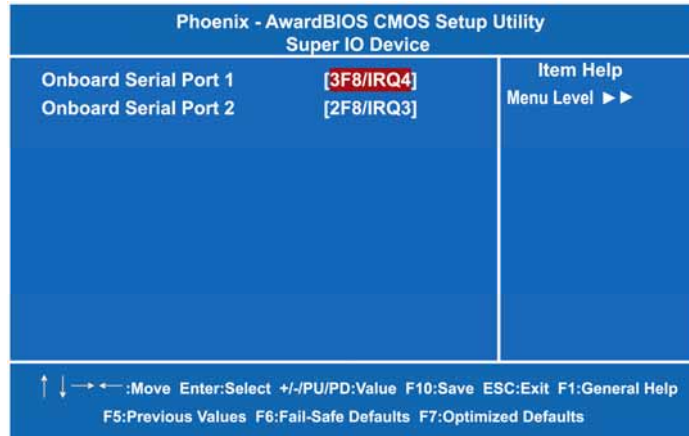 Phoenix - AwardBIOS CMOS Setup Utility
Super IO Device
Onboard Serial Port 1 [3F8/IRQ4]
Onboard Serial Port 2 [2F8/IRQ3]
Item Help
Menu Level ►►
↑ ↓ → ← :Move Enter:Select +/-/PU/PD:Value F10:Save ESC:Exit F1:General Help
F5:Previous Values F6:Fail-Safe Defaults F7:Optimized Defaults